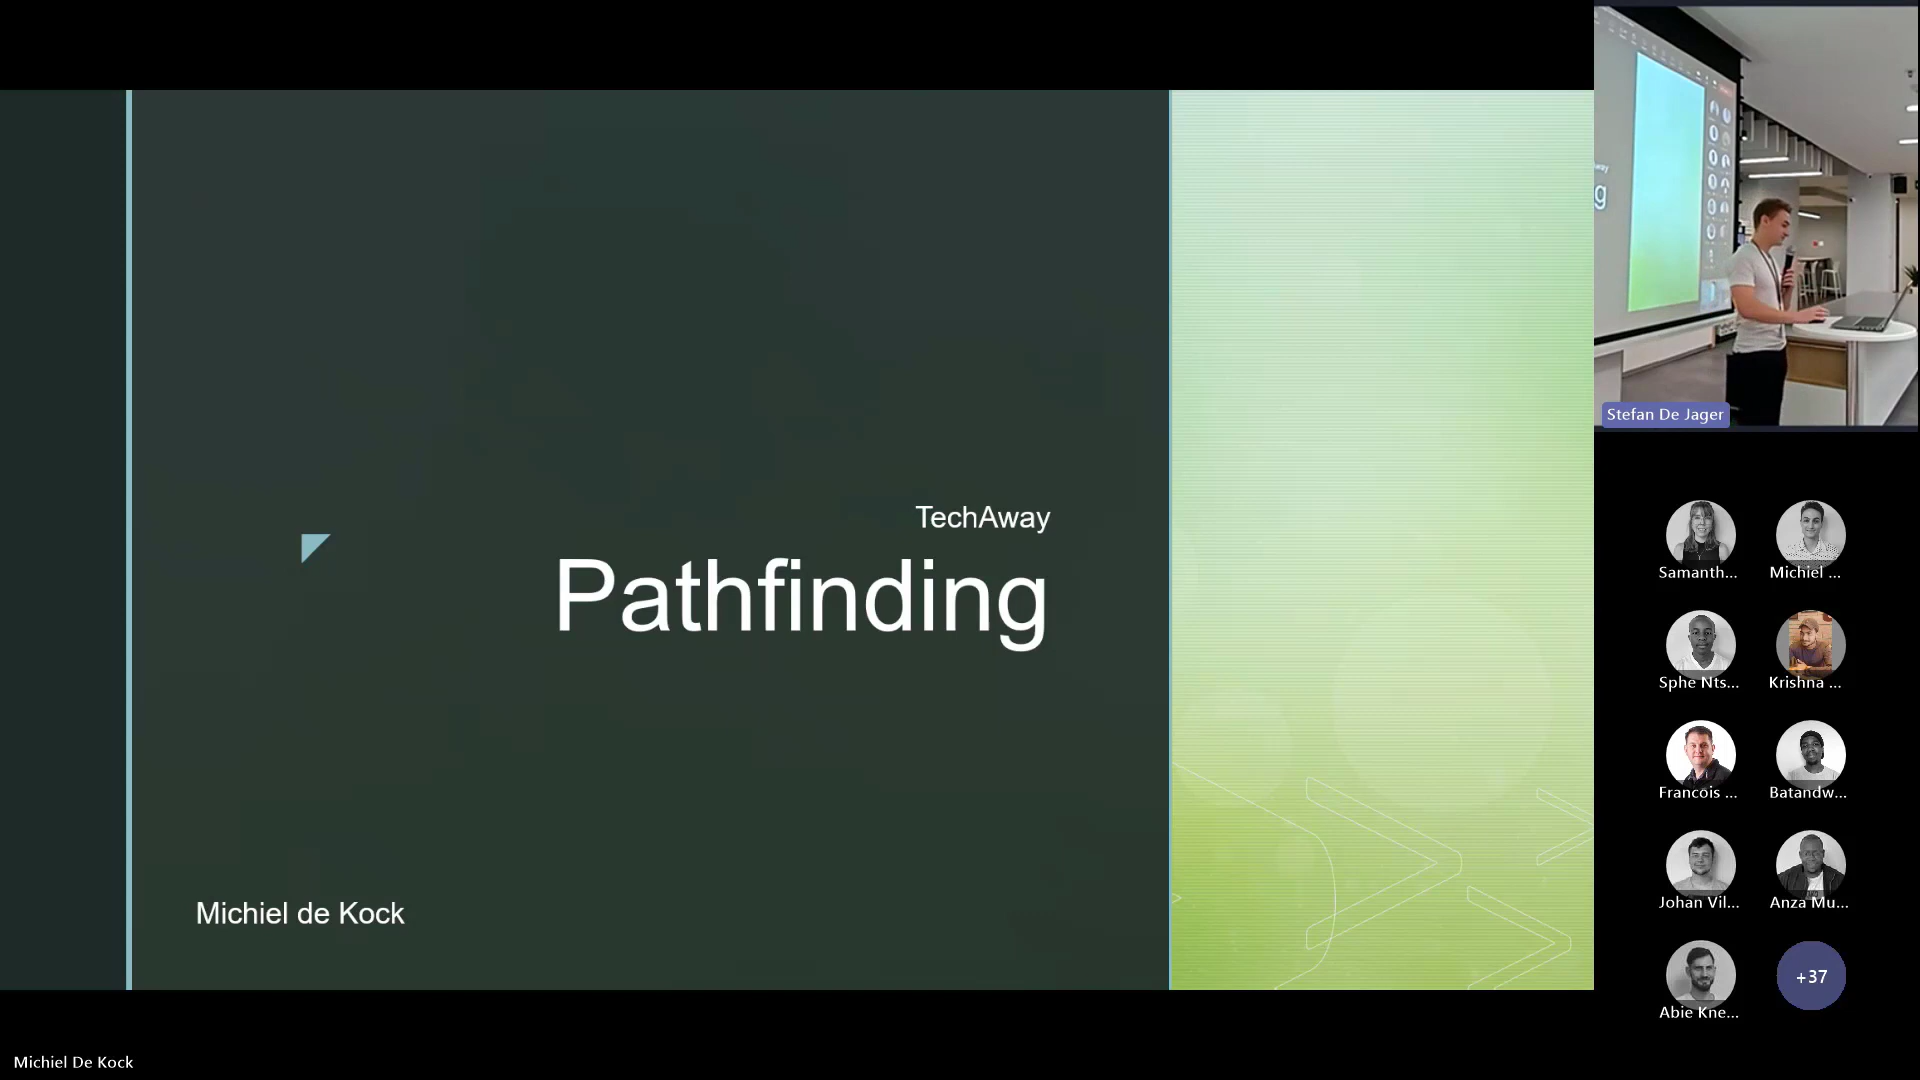 TechAway
Pathfinding
Michiel de Kock
Michiel De Kock
Stefan De Jager
Samanth...
Michiel ...
Sphe Nts...
Krishna ...
Francois ...
Batandw...
Johan Vil...
Anza Mu...
Abie Kne...
+37